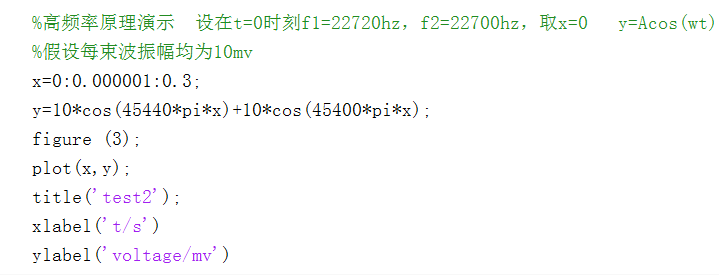 %高频率原理演示  设在t=0时刻f1=22720hz，f2=22700hz，取x=0   y=Acos(wt)
%假设每束波振幅均为10mv
x=0:0.000001:0.3;
y=10*cos(45440*pi*x)+10*cos(45400*pi*x);
figure (3);
plot(x,y);
title('test2');
xlabel('t/s')
ylabel('voltage/mv')